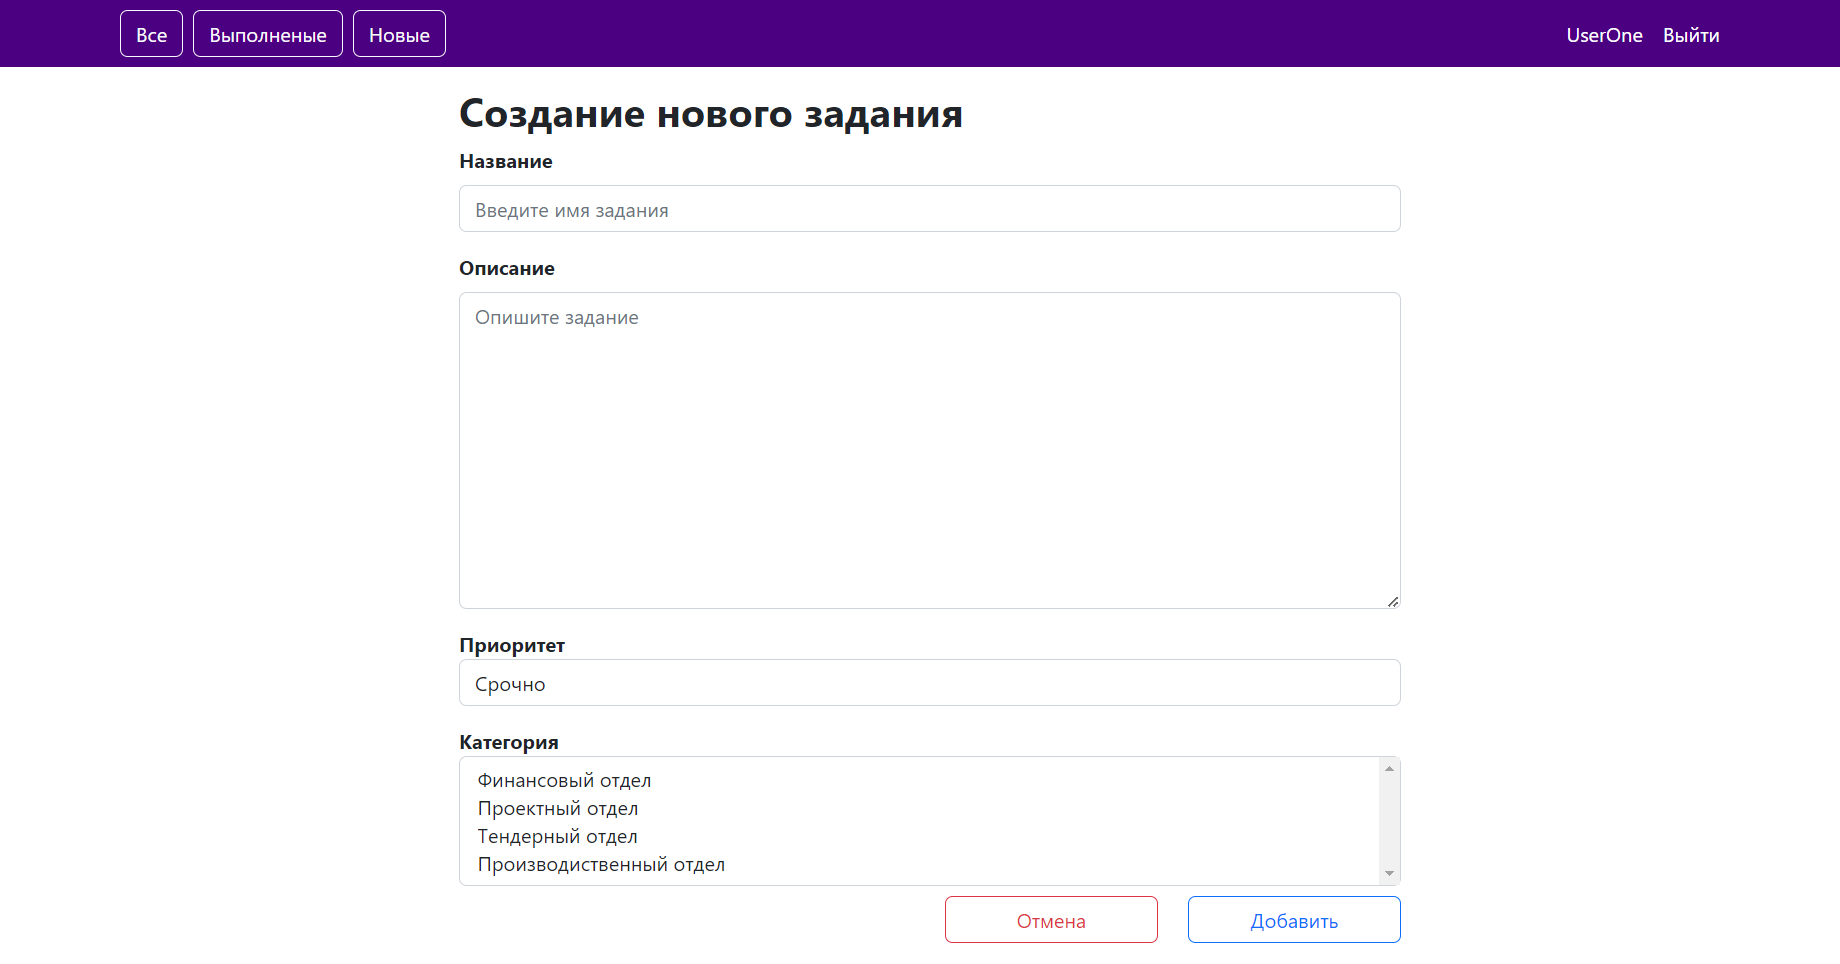 Все Выполненые Новые UserOne Выйти
Создание нового задания
Название
Введите имя задания
Описание
Опишите задание
Приоритет
Срочно
Категория
Финансовый отдел
Проектный отдел
Тендерный отдел
Производиственный отдел
Отмена Добавить